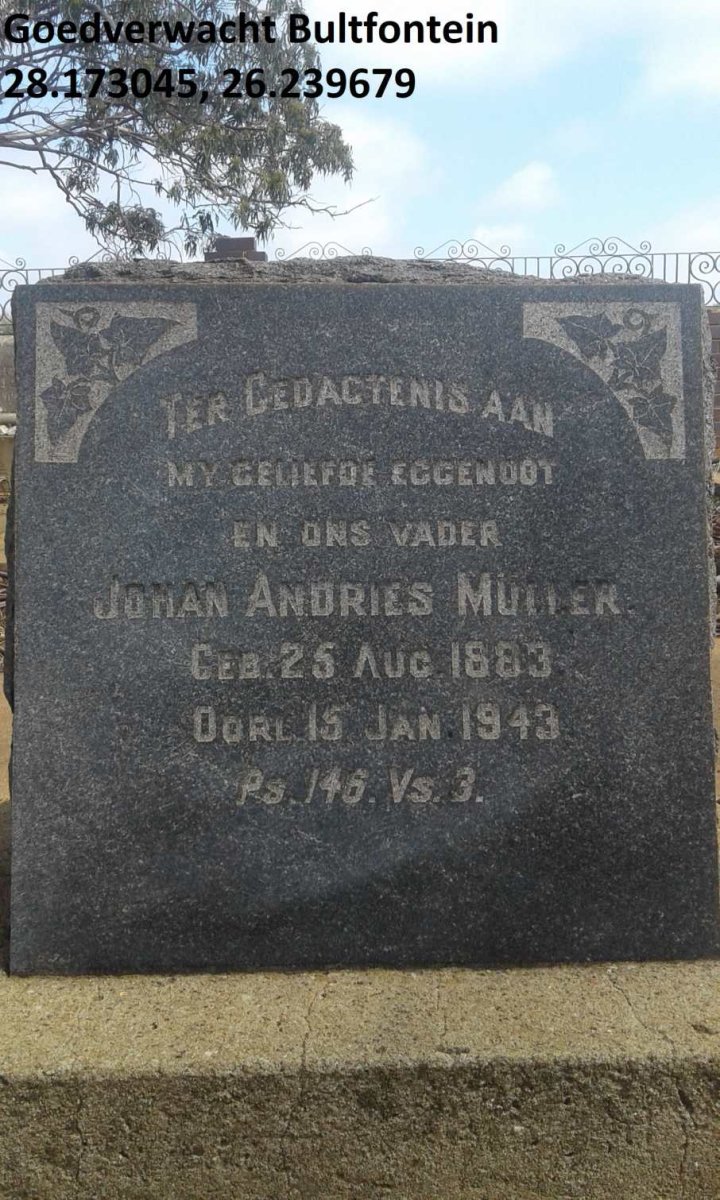 Goedverwacht Bultfontein
28.173045, 26.239679
TER GEDACTENIS AAN
MY GELIEFDE EGGENOOT
EN ONS VADER
JOHAN ANDRIES MÜLLER.
GEB. 25 AUG. 1883
OORL. 15 JAN. 1943
Ps. 146. Vs. 3.